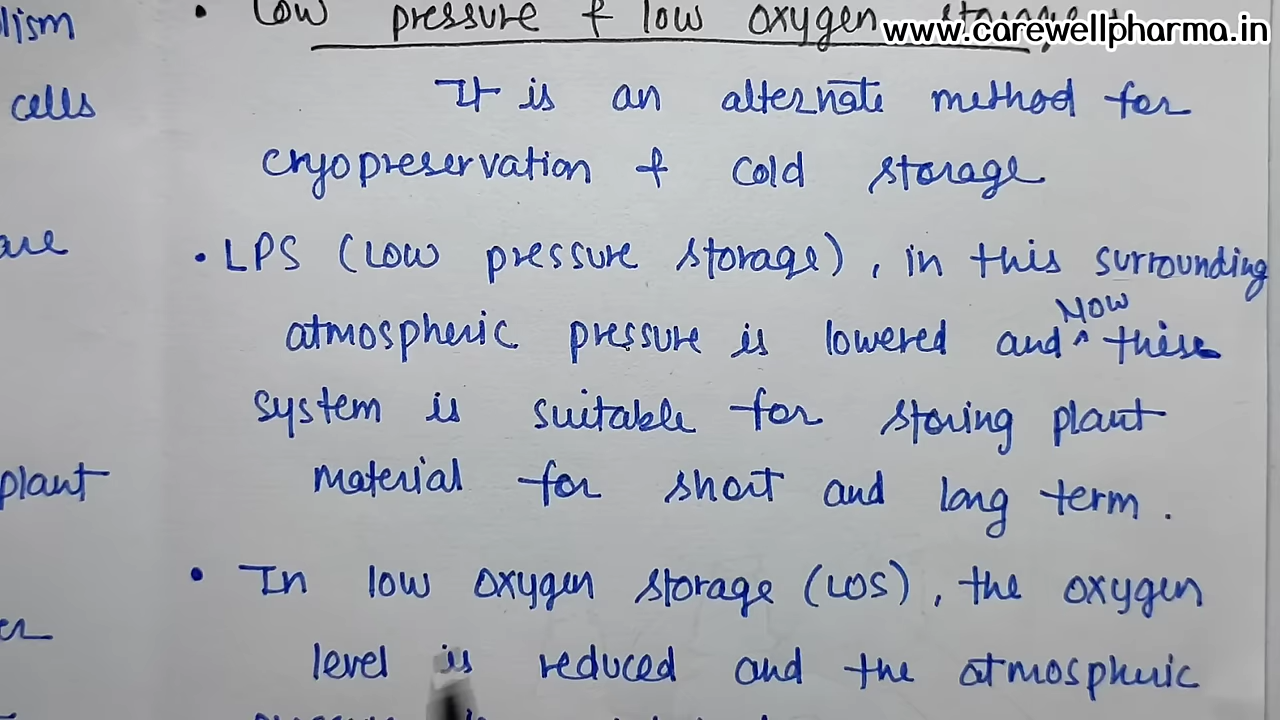 • Low pressure & low oxygen storage
www.carewellpharma.in
It is an alternate method for
cryopreservation & cold storage
• LPS (Low pressure storage), in this surrounding
atmospheric pressure is lowered and ^ Now these
system is suitable for storing plant
material for short and long term.
• In low oxygen storage (LOS), the oxygen
level is reduced and the atmospheric
lism
cells
are
plant
er